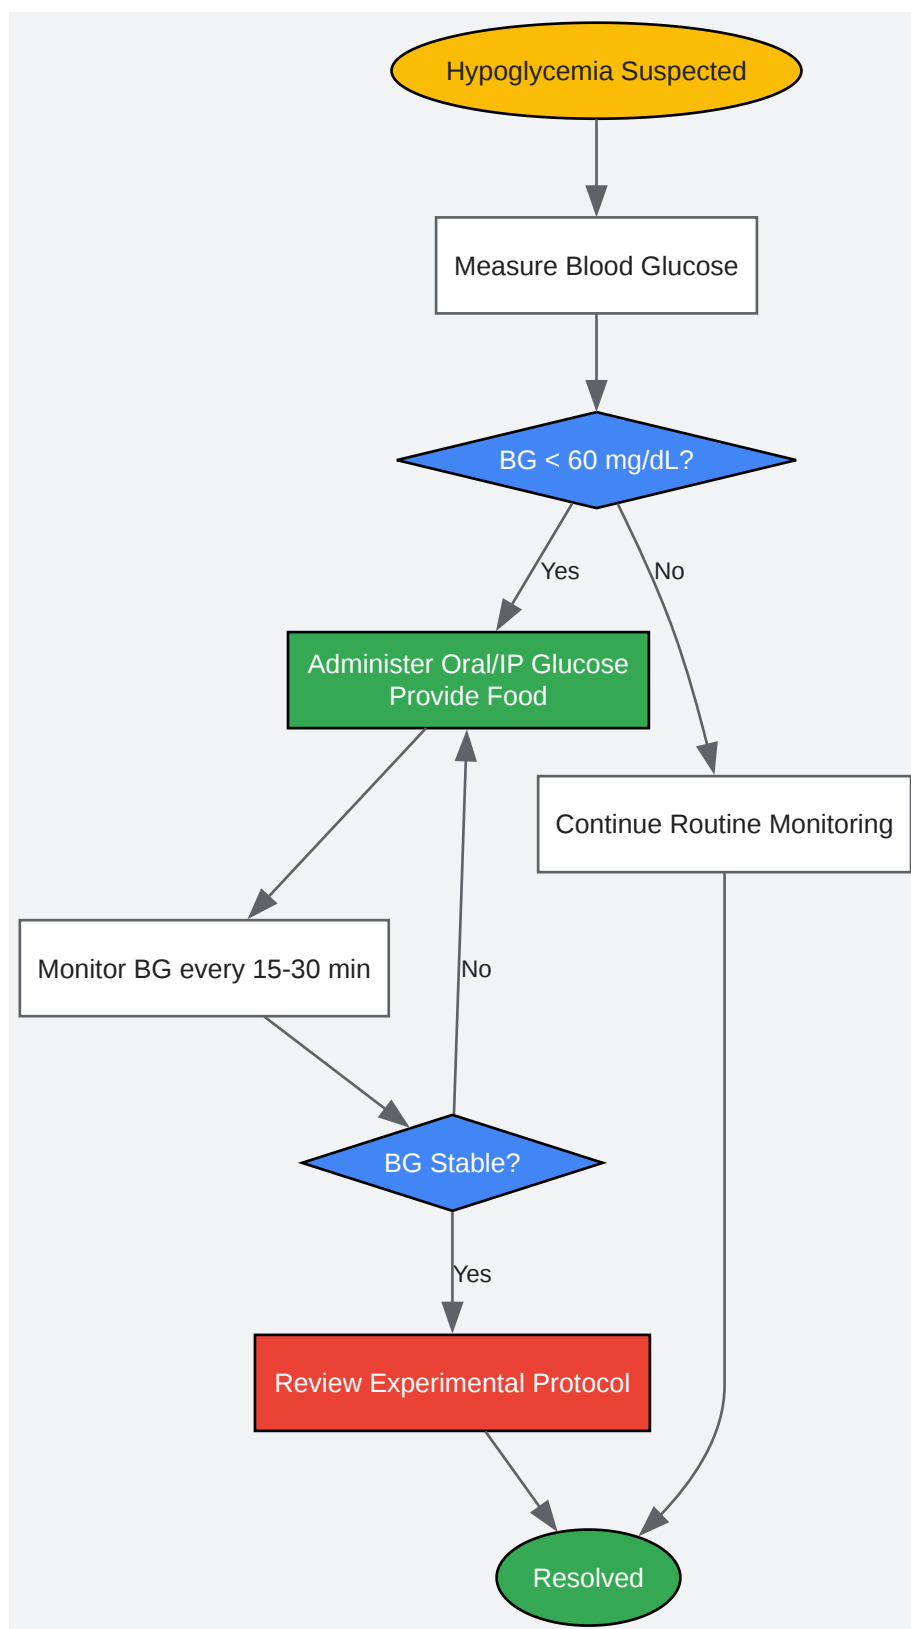 Hypoglycemia Suspected
Measure Blood Glucose
BG < 60 mg/dL?
Yes
No
Administer Oral/IP Glucose
Provide Food
Continue Routine Monitoring
Monitor BG every 15-30 min
No
BG Stable?
Yes
Review Experimental Protocol
Resolved